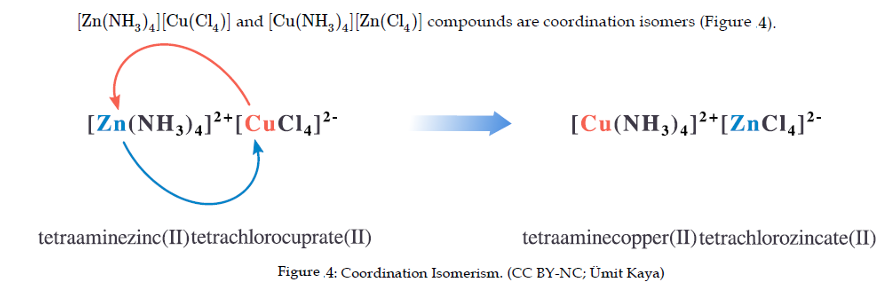 [Zn(NH₃)₄][Cu(Cl₄)] and [Cu(NH₃)₄][Zn(Cl₄)] compounds are coordination isomers (Figure .4).
[Zn(NH₃)₄]²⁺[CuCl₄]²⁻ [Cu(NH₃)₄]²⁺[ZnCl₄]²⁻
tetraaminezinc(II)tetrachlorocuprate(II) tetraaminecopper(II)tetrachlorozincate(II)
Figure .4: Coordination Isomerism. (CC BY-NC; Ümit Kaya)